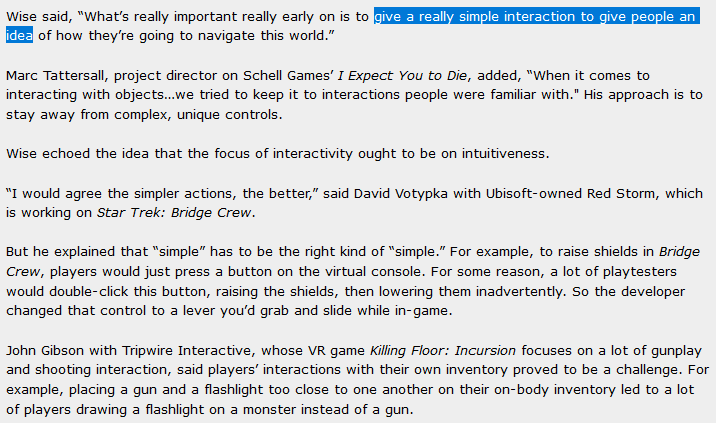 Wise said, “What’s really important really early on is to give a really simple interaction to give people an
idea of how they’re going to navigate this world.”
Marc Tattersall, project director on Schell Games’ I Expect You to Die, added, “When it comes to
interacting with objects...we tried to keep it to interactions people were familiar with." His approach is to
stay away from complex, unique controls.
Wise echoed the idea that the focus of interactivity ought to be on intuitiveness.
“I would agree the simpler actions, the better,” said David Votypka with Ubisoft-owned Red Storm, which
is working on Star Trek: Bridge Crew.
But he explained that “simple” has to be the right kind of “simple.” For example, to raise shields in Bridge
Crew, players would just press a button on the virtual console. For some reason, a lot of playtesters
would double-click this button, raising the shields, then lowering them inadvertently. So the developer
changed that control to a lever you’d grab and slide while in-game.
John Gibson with Tripwire Interactive, whose VR game Killing Floor: Incursion focuses on a lot of gunplay
and shooting interaction, said players’ interactions with their own inventory proved to be a challenge. For
example, placing a gun and a flashlight too close to one another on their on-body inventory led to a lot
of players drawing a flashlight on a monster instead of a gun.